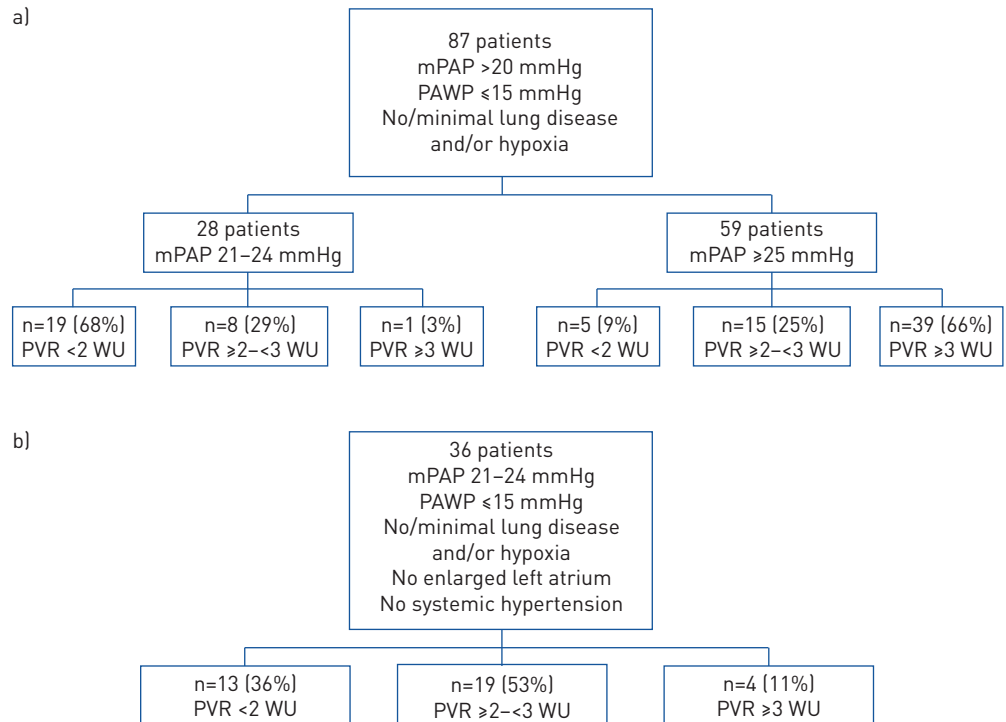 a)
87 patients
mPAP >20 mmHg
PAWP ⩽15 mmHg
No/minimal lung disease
and/or hypoxia
28 patients
mPAP 21–24 mmHg
59 patients
mPAP ⩾25 mmHg
n=19 (68%)
PVR <2 WU
n=8 (29%)
PVR ⩾2–<3 WU
n=1 (3%)
PVR ⩾3 WU
n=5 (9%)
PVR <2 WU
n=15 (25%)
PVR ⩾2–<3 WU
n=39 (66%)
PVR ⩾3 WU
b)
36 patients
mPAP 21–24 mmHg
PAWP ⩽15 mmHg
No/minimal lung disease
and/or hypoxia
No enlarged left atrium
No systemic hypertension
n=13 (36%)
PVR <2 WU
n=19 (53%)
PVR ⩾2–<3 WU
n=4 (11%)
PVR ⩾3 WU